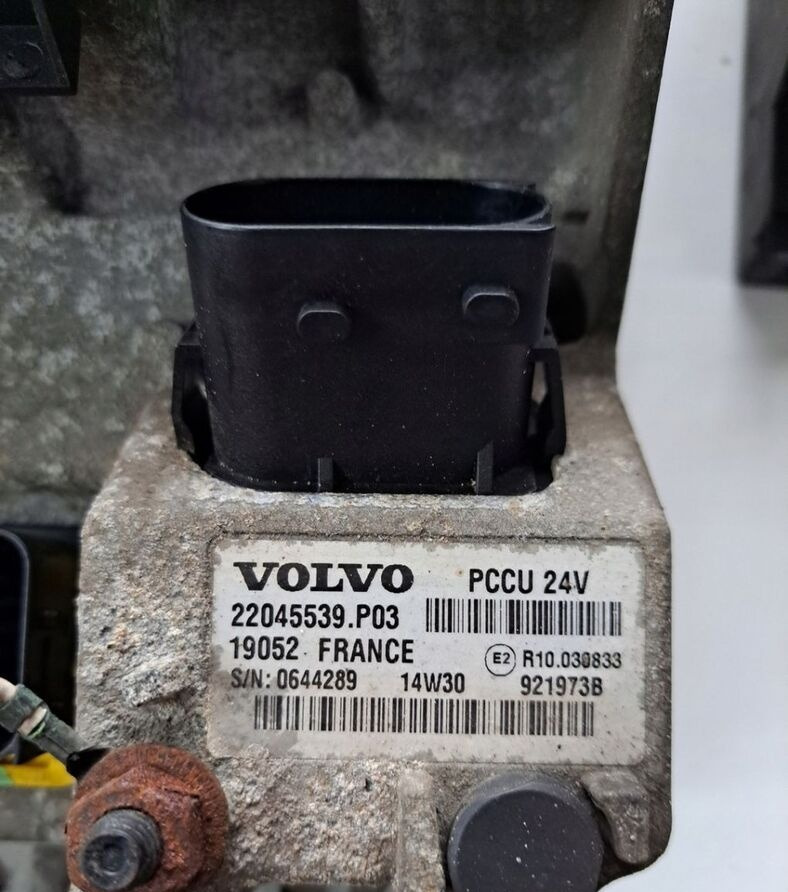 VOLVO PCCU 24V
22045539.P03
19052 FRANCE E2 R10.030833
S/N: 0644289 14W30 921973B